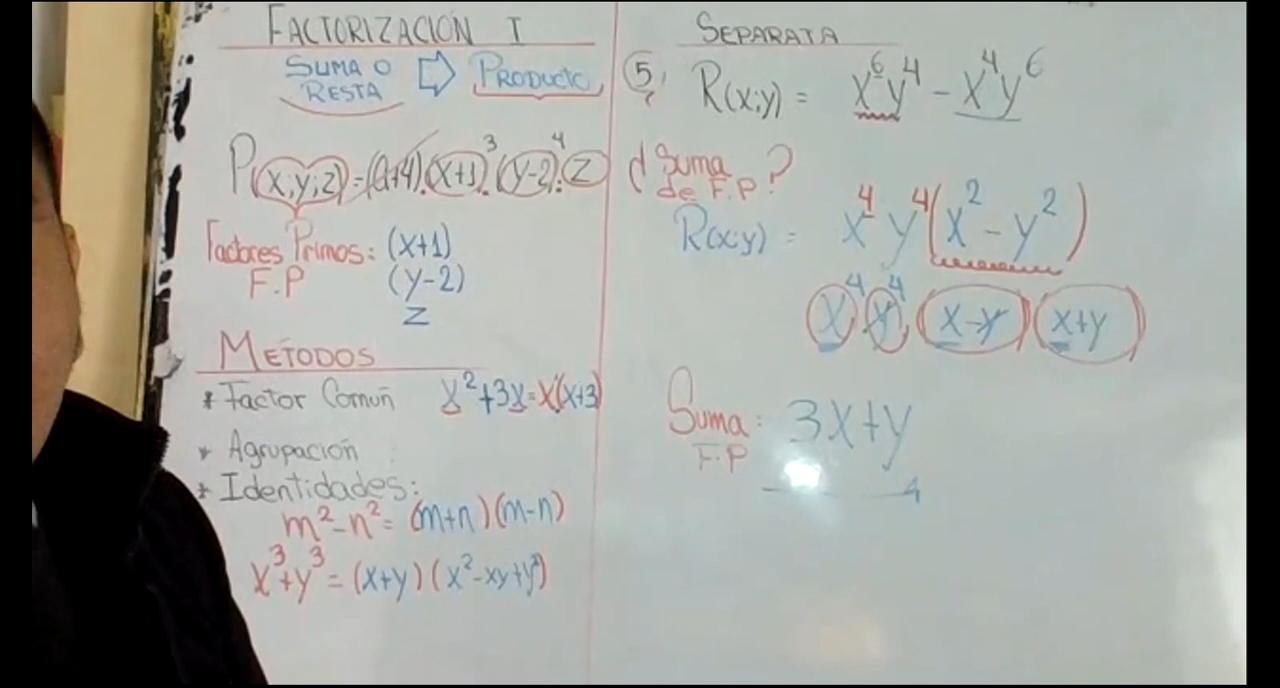 FACTORIZACIÓN I
SUMA O RESTA ⇨ PRODUCTO
P(x;y;z)=(a+4).(x+1)³.(y-2)⁴.z
Factores Primos: (x+1)
F.P (y-2)
z
METODOS
* Factor Común x²+3x=x(x+3)
* Agrupación
* Identidades:
m²-n²= (m+n)(m-n)
x³+y³=(x+y)(x²-xy+y²)
SEPARATA
5, R(x;y) = x⁶y⁴ - x⁴y⁶
¿Suma de F.P?
R(x;y) = x⁴y⁴(x²-y²)
x⁴ y⁴ (x-y)(x+y)
Suma: 3x+y
F.P